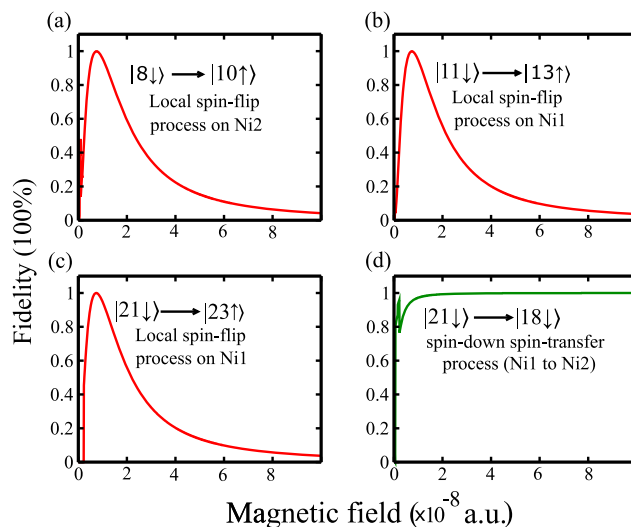 (a)
(b)
|8↓⟩ → |10↑⟩
Local spin-flip
process on Ni2
|11↓⟩ → |13↑⟩
Local spin-flip
process on Ni1
1
0.8
0.6
0.4
0.2
0
0 2 4 6 8
1
0.8
0.6
0.4
0.2
0
0 2 4 6 8
(c)
(d)
|21↓⟩ → |23↑⟩
Local spin-flip
process on Ni1
|21↓⟩ → |18↓⟩
spin-down spin-transfer
process (Ni1 to Ni2)
1
0.8
0.6
0.4
0.2
0
0 2 4 6 8
1
0.8
0.6
0.4
0.2
0
0 2 4 6 8
Fidelity (100%)
Magnetic field (×10⁻⁸ a.u.)